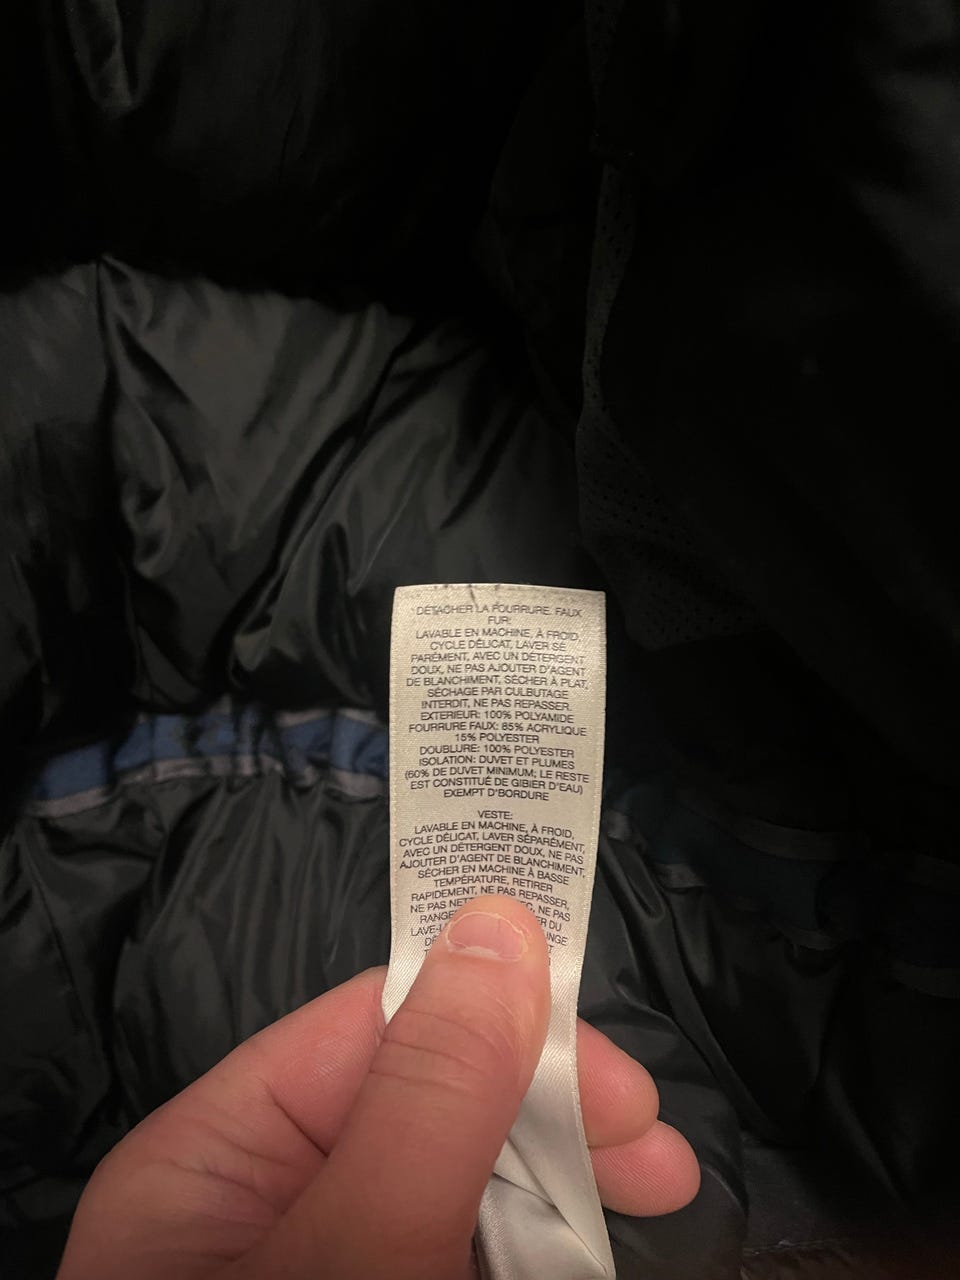 DÉTACHER LA FOURRURE. FAUX
FUR:
LAVABLE EN MACHINE, À FROID,
CYCLE DÉLICAT, LAVER SÉ
PARÉMENT, AVEC UN DÉTERGENT
DOUX, NE PAS AJOUTER D'AGENT
DE BLANCHIMENT, SÉCHER À PLAT,
SÉCHAGE PAR CULBUTAGE
INTERDIT, NE PAS REPASSER.
EXTERIEUR: 100% POLYAMIDE
FOURRURE FAUX: 85% ACRYLIQUE
15% POLYESTER
DOUBLURE: 100% POLYESTER
ISOLATION: DUVET ET PLUMES
(60% DE DUVET MINIMUM; LE RESTE
EST CONSTITUÉ DE GIBIER D'EAU)
EXEMPT D'BORDURE
VESTE:
LAVABLE EN MACHINE, À FROID,
CYCLE DÉLICAT, LAVER SÉPARÉMENT,
AVEC UN DÉTERGENT DOUX, NE PAS
AJOUTER D'AGENT DE BLANCHIMENT,
SÉCHER EN MACHINE À BASSE
TEMPÉRATURE, RETIRER
RAPIDEMENT, NE PAS REPASSER,
NE PAS NE PAS
DU